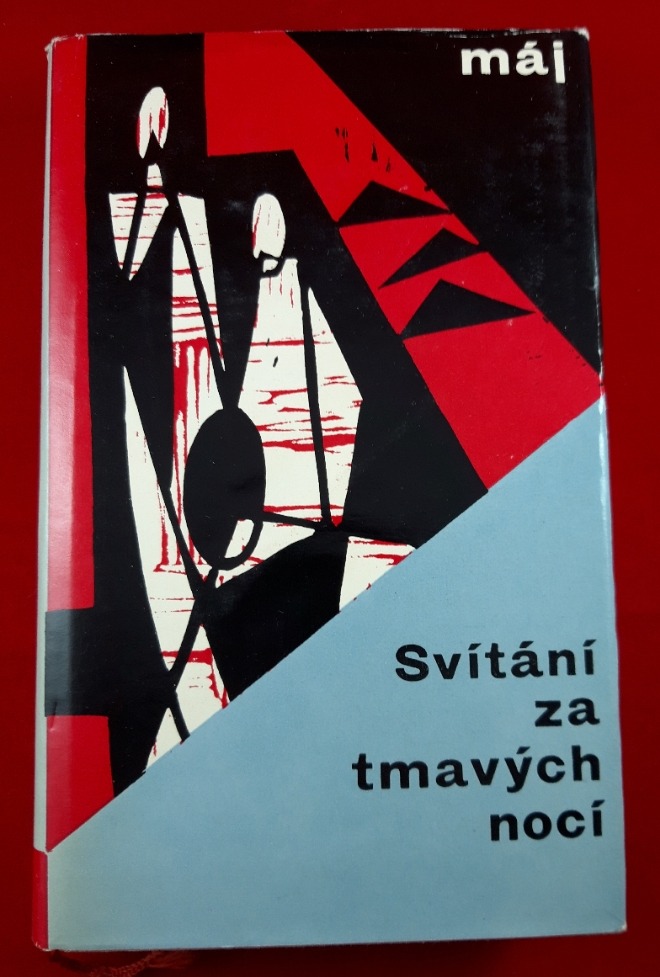 máj
Svítání
za
tmavých
nocí